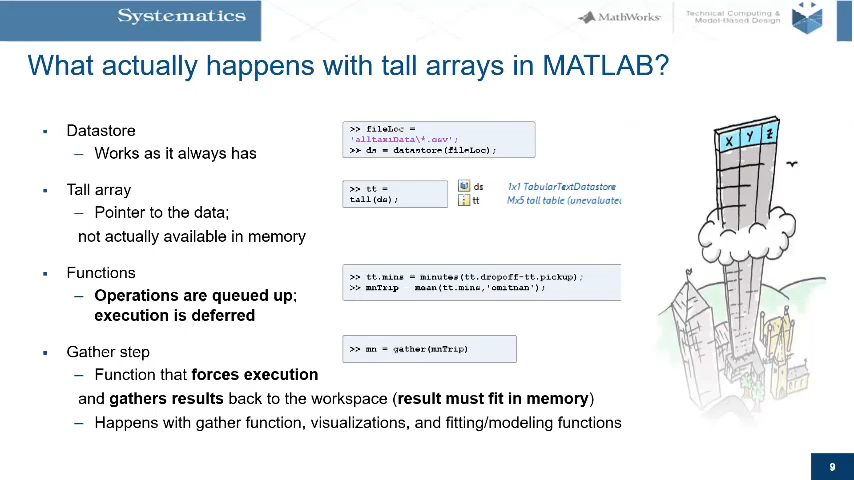 Systematics
MathWorks
Technical Computing &
Model-Based Design
What actually happens with tall arrays in MATLAB?
▪ Datastore
– Works as it always has
>> fileLoc =
'alltaxiData\*.csv';
>> ds = datastore(fileLoc);
▪ Tall array
– Pointer to the data;
not actually available in memory
>> tt =
tall(ds);
ds 1x1 TabularTextDatastore
tt Mx5 tall table (unevaluated
▪ Functions
– Operations are queued up;
execution is deferred
>> tt.mins = minutes(tt.dropoff-tt.pickup);
>> mnTrip = mean(tt.mins,'omitnan');
▪ Gather step
– Function that forces execution
and gathers results back to the workspace (result must fit in memory)
– Happens with gather function, visualizations, and fitting/modeling functions
>> mn = gather(mnTrip)
X Y Z
9